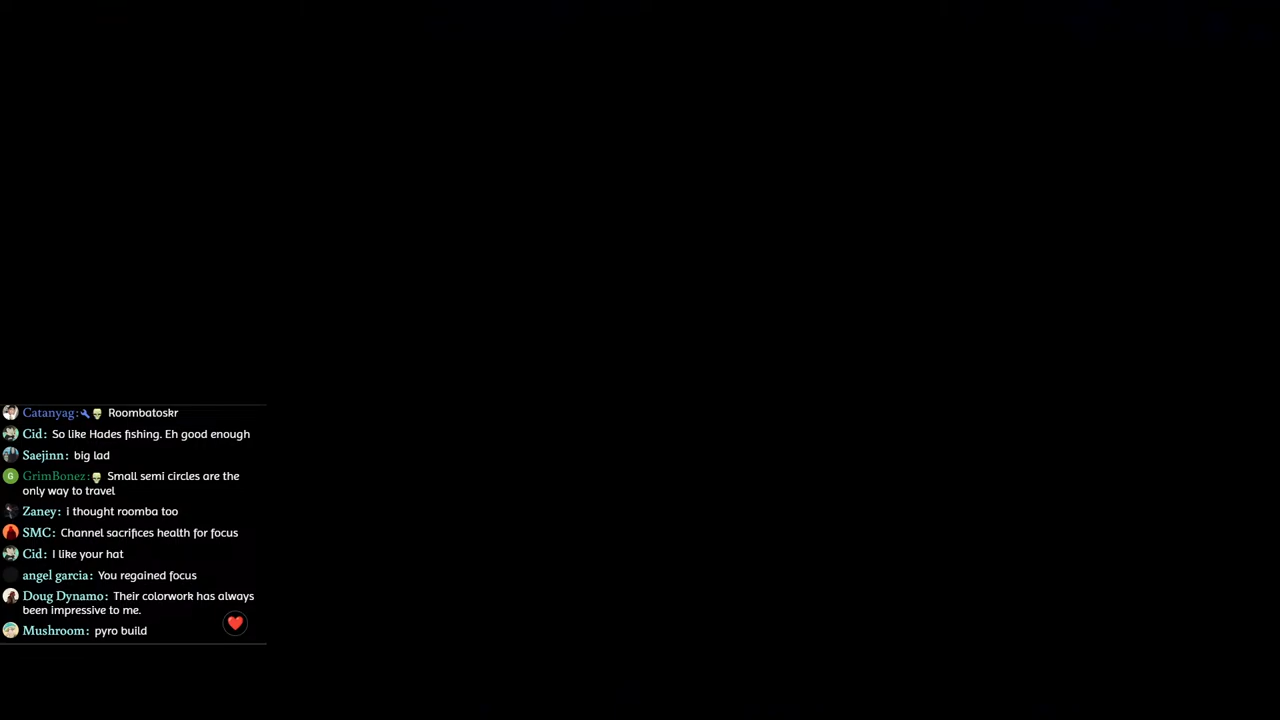 Catanyag: Roombatoskr
Cid: So like Hades fishing. Eh good enough
Saejinn: big lad
G GrimBonez: Small semi circles are the
only way to travel
Zaney: i thought roomba too
SMC: Channel sacrifices health for focus
Cid: I like your hat
angel garcia: You regained focus
Doug Dynamo: Their colorwork has always
been impressive to me.
Mushroom: pyro build